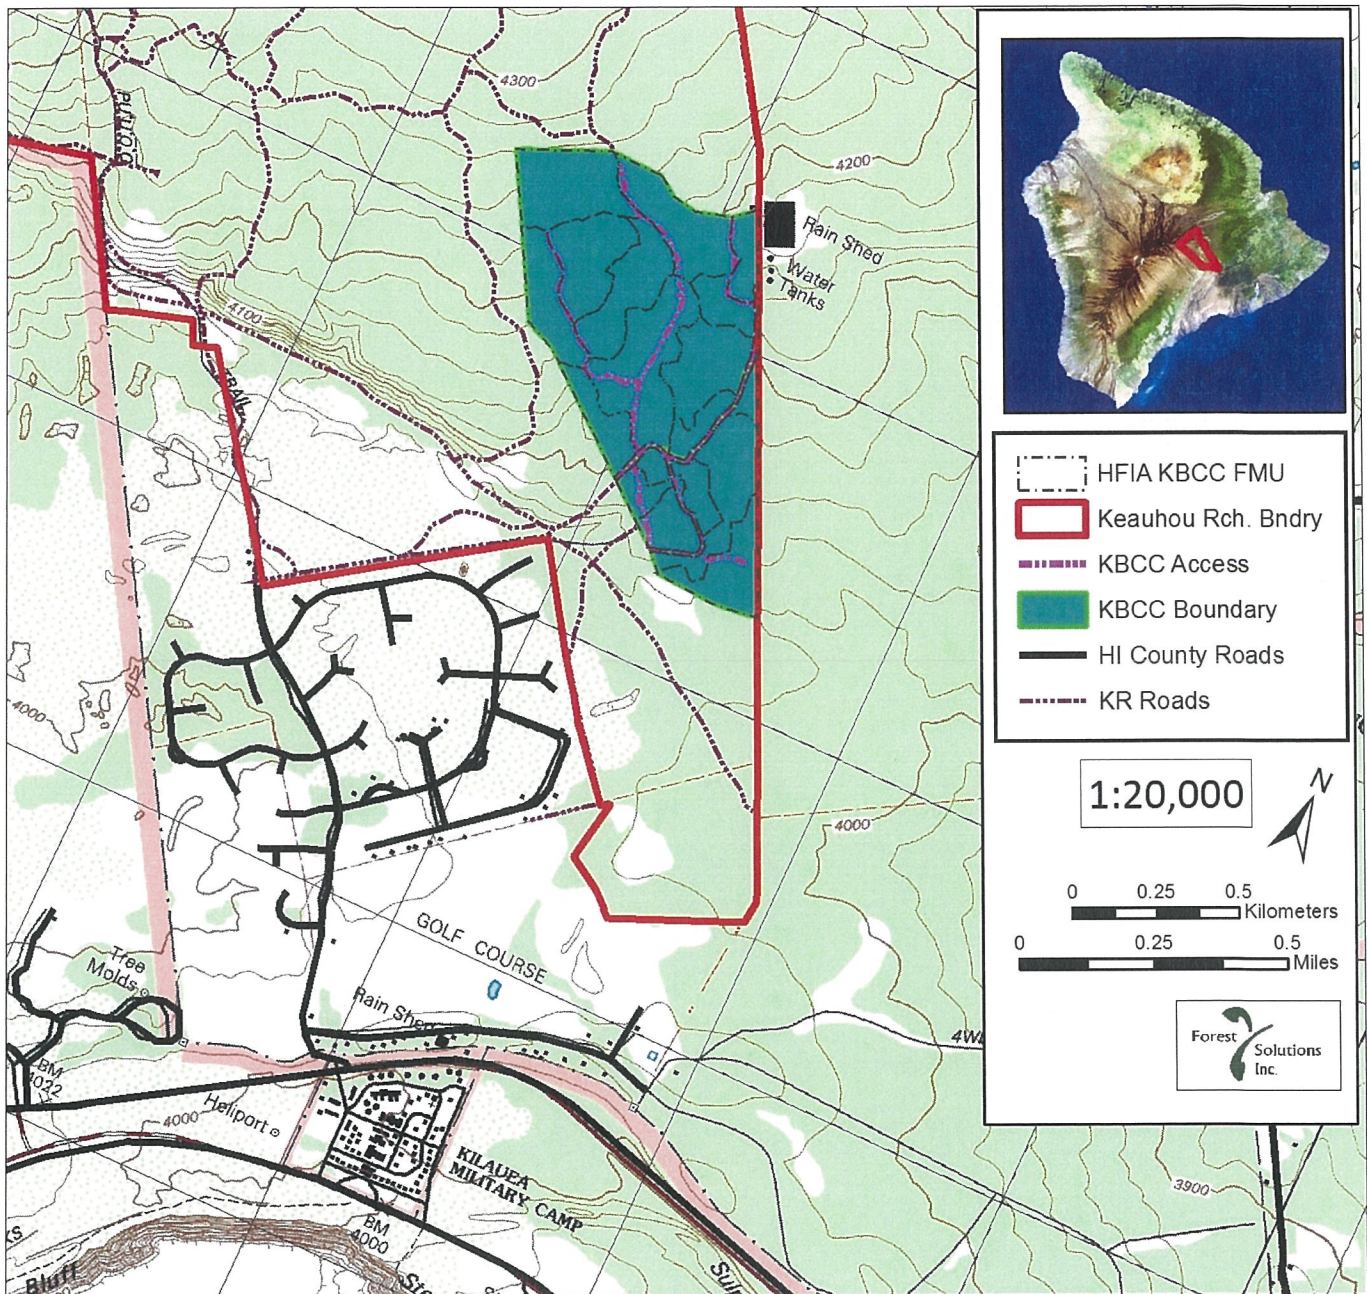 4300
4200
Rain Shed
Water
Tanks
4100
TRAIL
4000
4000
GOLF COURSE
Tree
Molds
Rain Shed
BM
4022
Heliport
4000
KILAUEA
MILITARY CAMP
BM
4000
Bluff
3900
HFIA KBCC FMU
Keauhou Rch. Bndry
KBCC Access
KBCC Boundary
HI County Roads
KR Roads
1:20,000
N
0 0.25 0.5
Kilometers
0 0.25 0.5
Miles
Forest
Solutions
Inc.